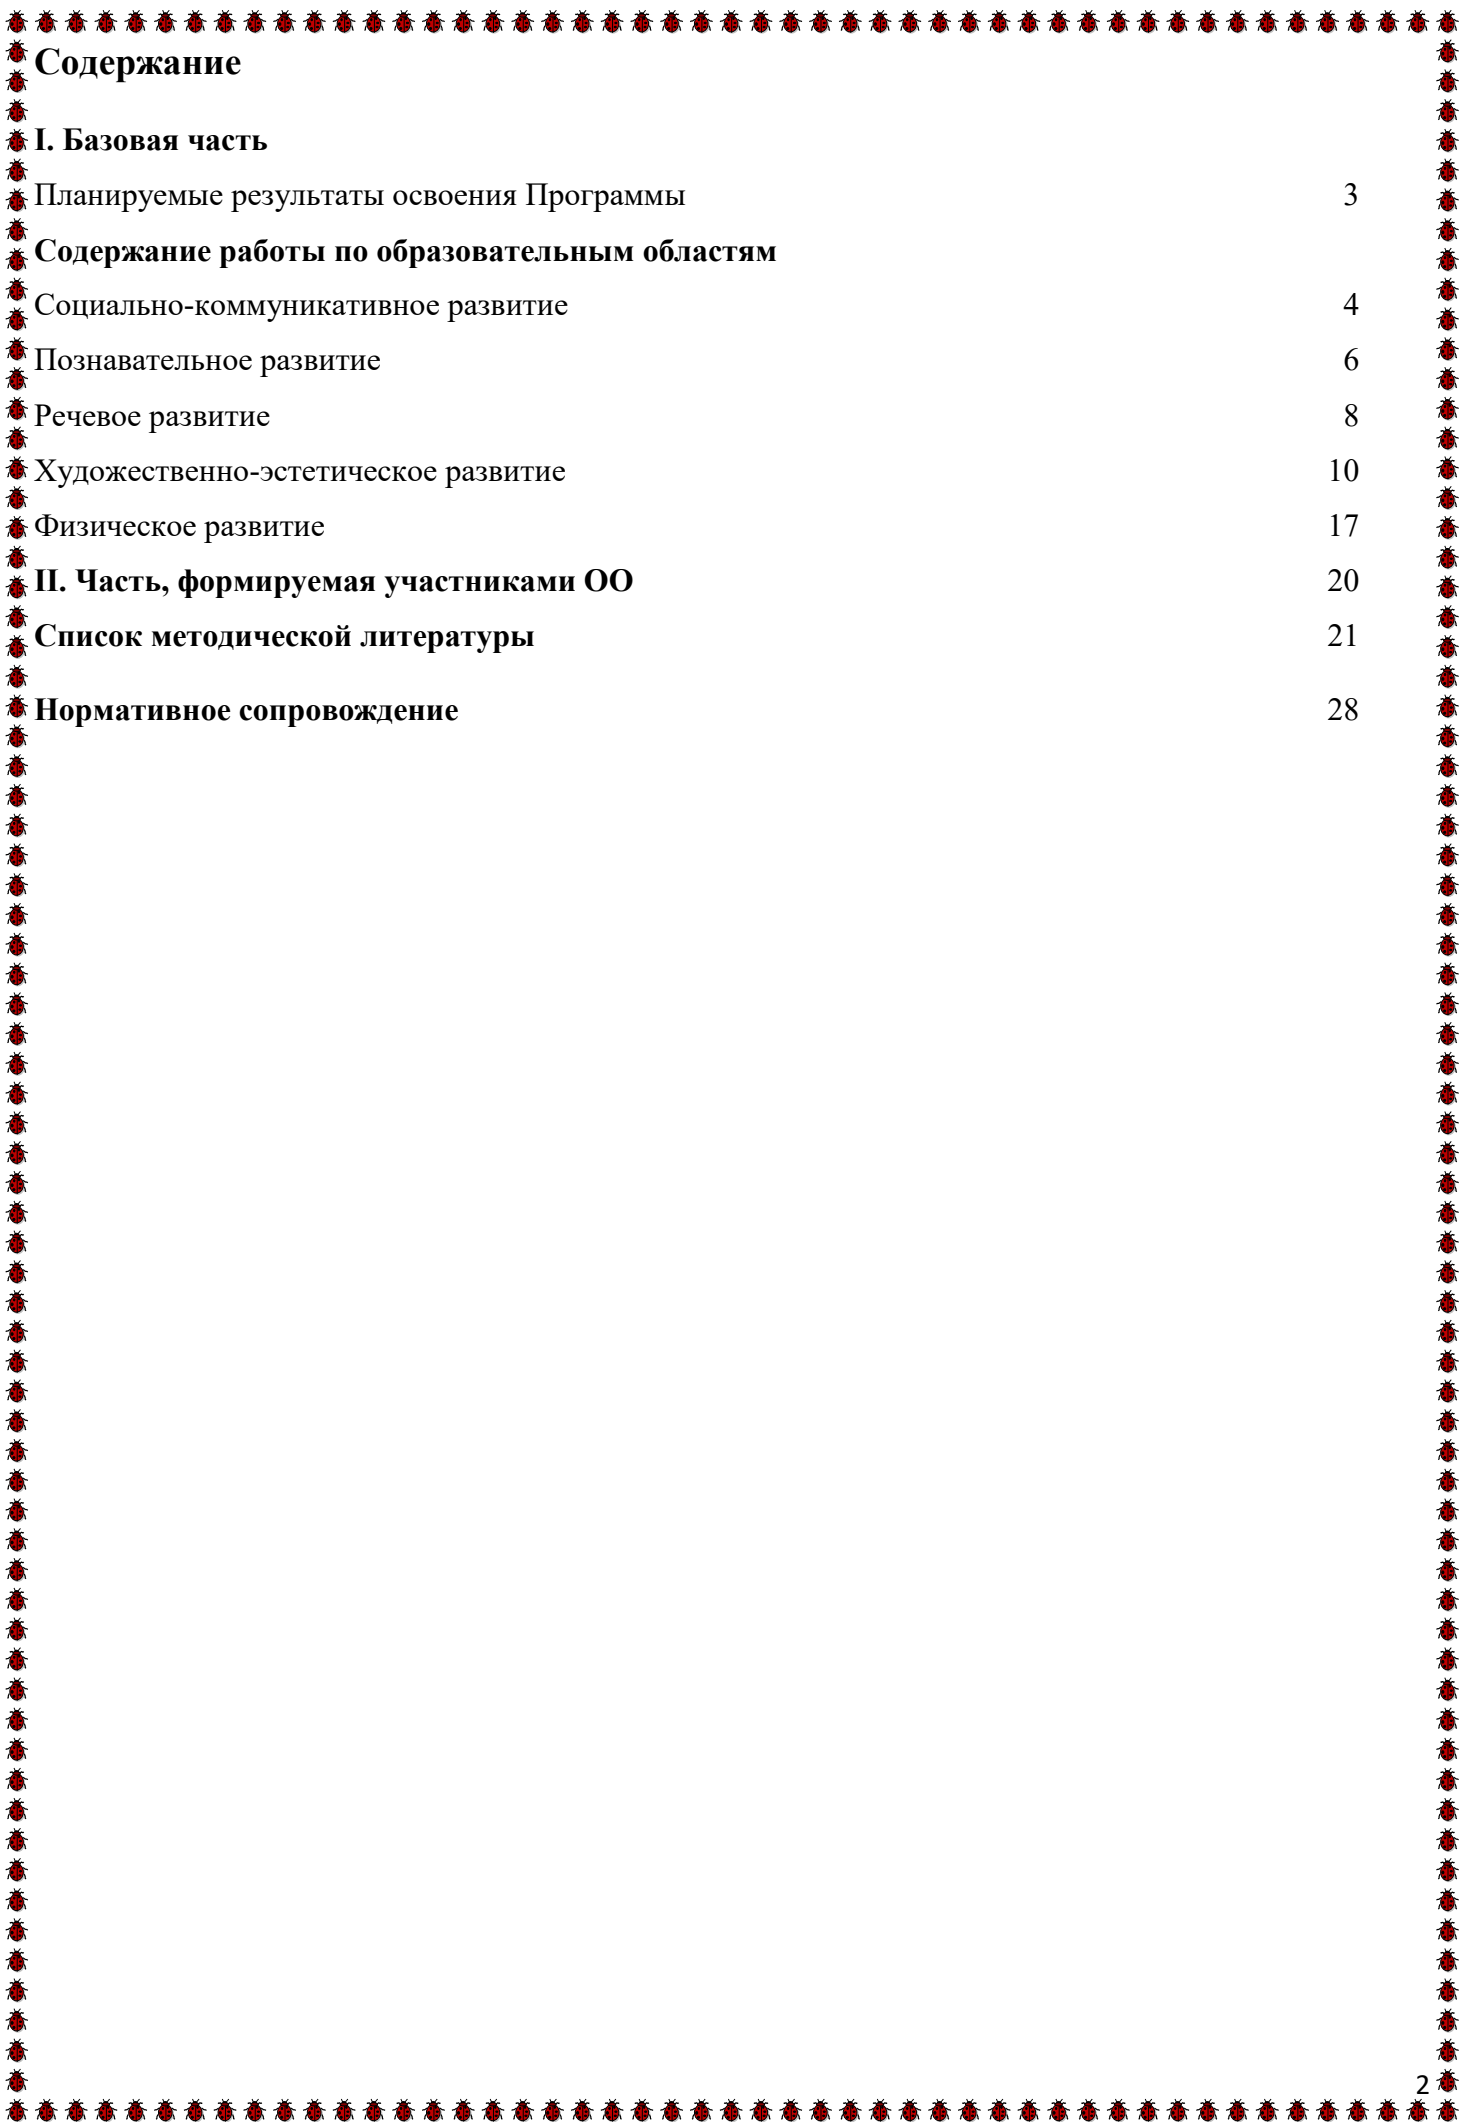 Содержание
I. Базовая часть
Планируемые результаты освоения Программы 3
Содержание работы по образовательным областям
Социально-коммуникативное развитие 4
Познавательное развитие 6
Речевое развитие 8
Художественно-эстетическое развитие 10
Физическое развитие 17
II. Часть, формируемая участниками ОО 20
Список методической литературы 21
Нормативное сопровождение 28
2